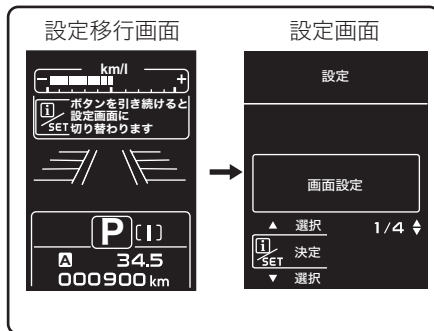 設定移行画面
設定画面
km/l
− +
ボタンを引き続けると
設定画面に
切り替わります
i/SET
P [I]
A 34.5
000900 km
設定
画面設定
▲ 選択 1/4
i/SET 決定
▼ 選択